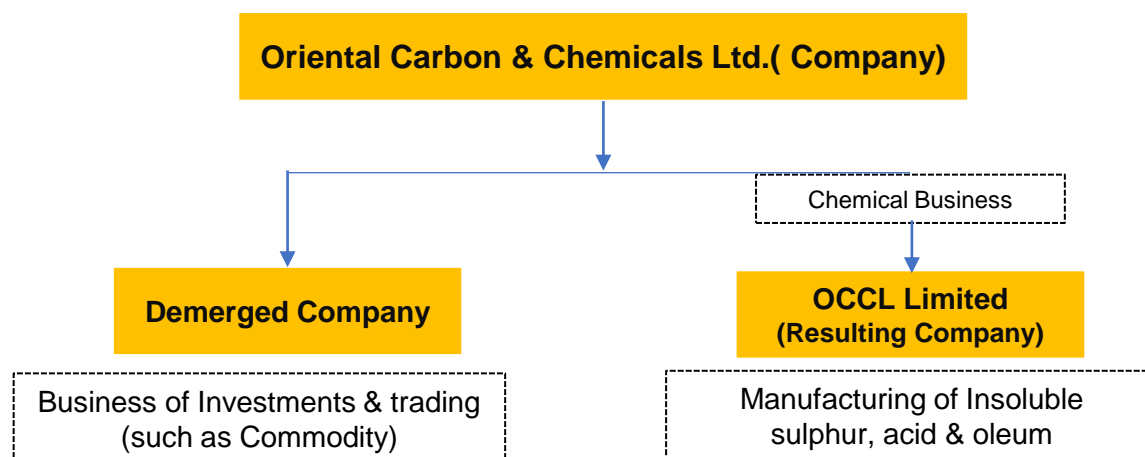 Oriental Carbon & Chemicals Ltd.( Company)
Chemical Business
Demerged Company
OCCL Limited
(Resulting Company)
Business of Investments & trading
(such as Commodity)
Manufacturing of Insoluble
sulphur, acid & oleum